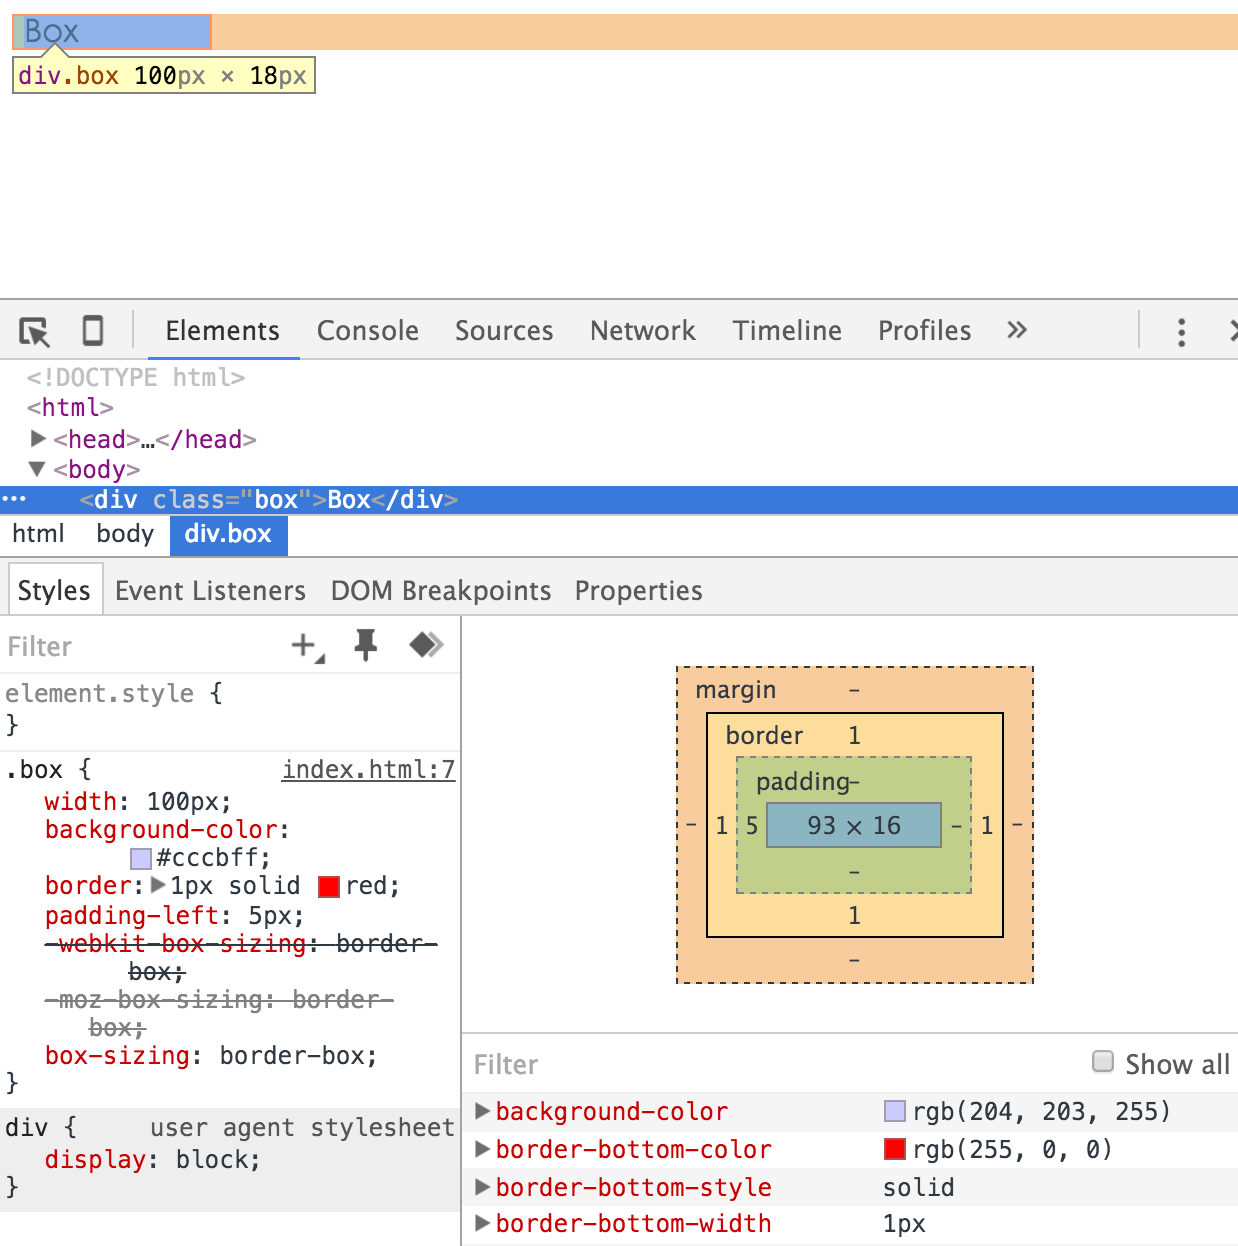 Box
div.box 100px × 18px
Elements Console Sources Network Timeline Profiles »
<!DOCTYPE html>
<html>
<head>…</head>
<body>
<div class="box">Box</div>
html body div.box
Styles Event Listeners DOM Breakpoints Properties
Filter
element.style {
}
.box { index.html:7
width: 100px;
background-color:
#cccbff;
border: 1px solid red;
padding-left: 5px;
-webkit-box-sizing: border-
box;
-moz-box-sizing: border-
box;
box-sizing: border-box;
}
div { user agent stylesheet
display: block;
}
margin -
border 1
padding-
- 1 5 93 × 16 - 1 -
-
1
-
Filter Show all
background-color rgb(204, 203, 255)
border-bottom-color rgb(255, 0, 0)
border-bottom-style solid
border-bottom-width 1px